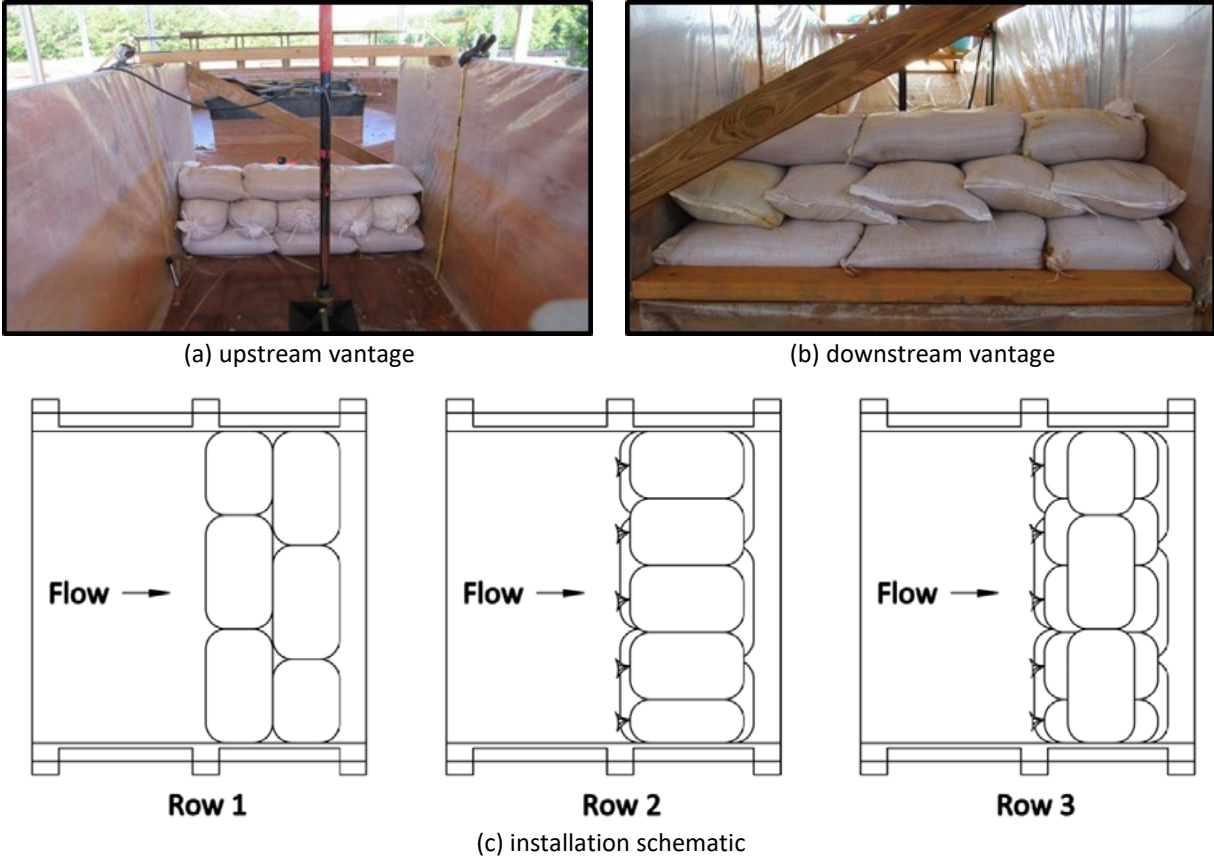 (a) upstream vantage
(b) downstream vantage
Flow
Flow
Flow
Row 1
Row 2
Row 3
(c) installation schematic